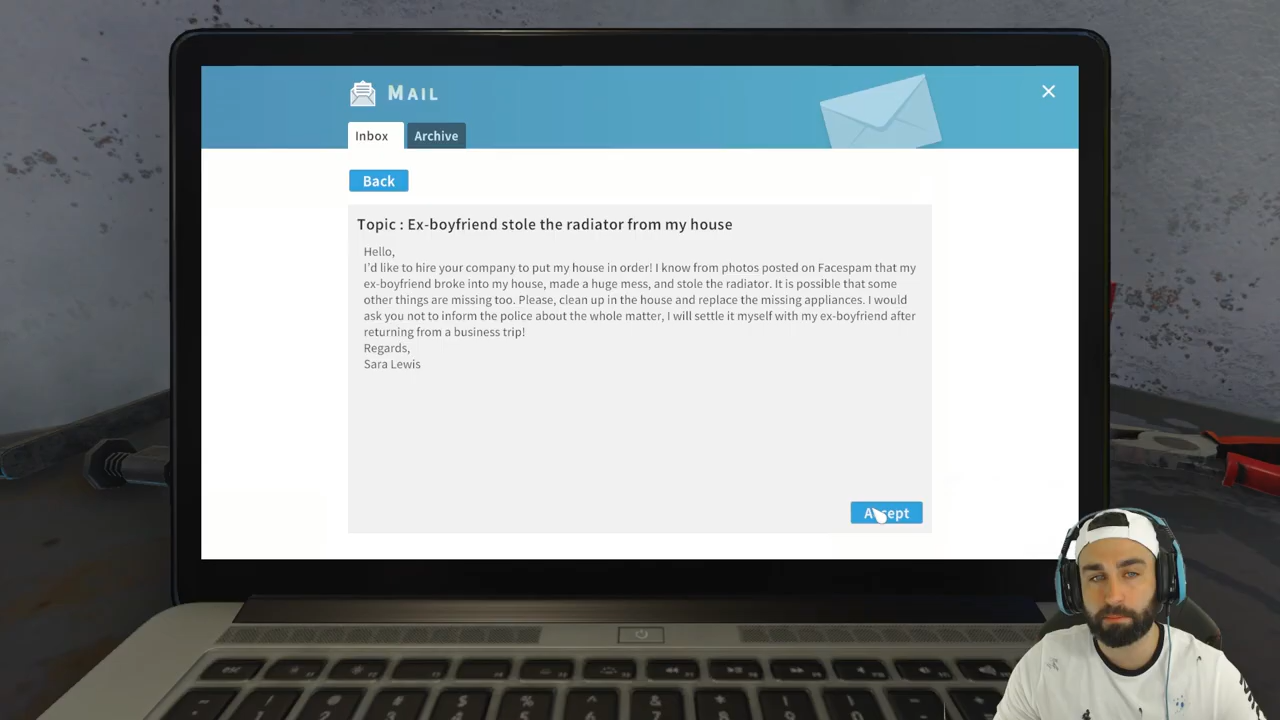 MAIL
Inbox Archive
Back
Topic : Ex-boyfriend stole the radiator from my house
Hello,
I'd like to hire your company to put my house in order! I know from photos posted on Facespam that my
ex-boyfriend broke into my house, made a huge mess, and stole the radiator. It is possible that some
other things are missing too. Please, clean up in the house and replace the missing appliances. I would
ask you not to inform the police about the whole matter, I will settle it myself with my ex-boyfriend after
returning from a business trip!
Regards,
Sara Lewis
Accept